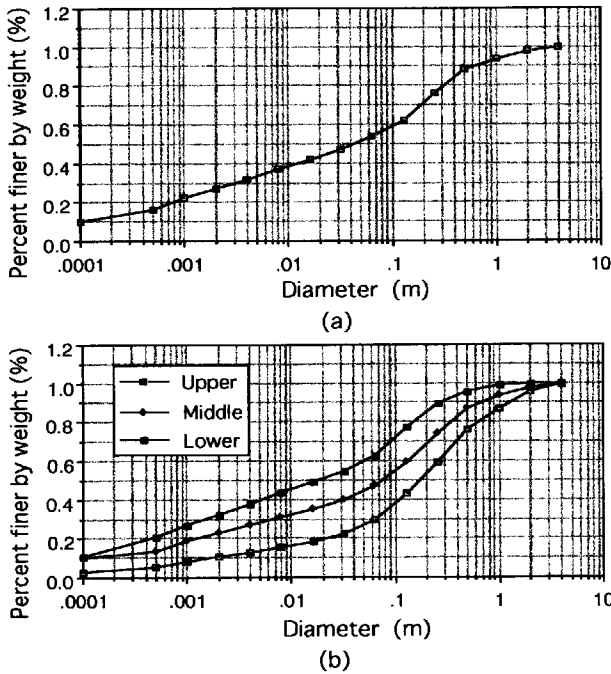 Percent finer by weight (%)
1.2
1.0
0.8
0.6
0.4
0.2
0.0
.0001
.001
.01
.1
1
10
Diameter (m)
(a)
Percent finer by weight (%)
1.2
1.0
0.8
0.6
0.4
0.2
0.0
Upper
Middle
Lower
.0001
.001
.01
.1
1
10
Diameter (m)
(b)